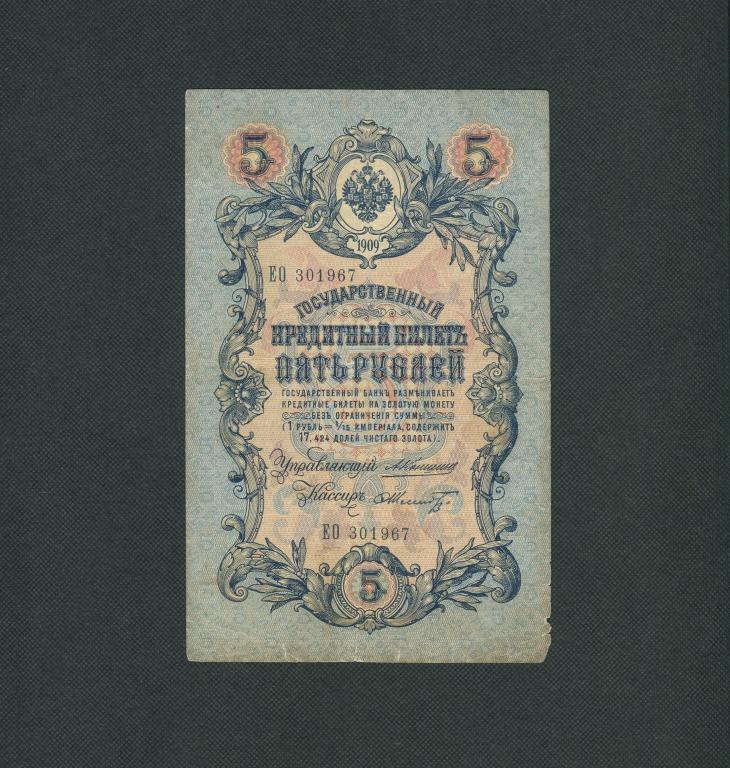 5 5
1909
ЕО 301967
ГОСУДАРСТВЕННЫЙ
КРЕДИТНЫЙ БИЛЕТЪ
ПЯТЬ РУБЛЕЙ
ГОСУДАРСТВЕННЫЙ БАНКЪ РАЗМѢНИВАЕТЪ
КРЕДИТНЫЕ БИЛЕТЫ НА ЗОЛОТУЮ МОНЕТУ
БЕЗЪ ОГРАНИЧЕНІЯ СУММЫ
(1 РУБЛЬ = 1/15 ИМПЕРІАЛА, СОДЕРЖИТЪ
17,424 ДОЛЕЙ ЧИСТАГО ЗОЛОТА).
Управляющій
Кассиръ
ЕО 301967
5